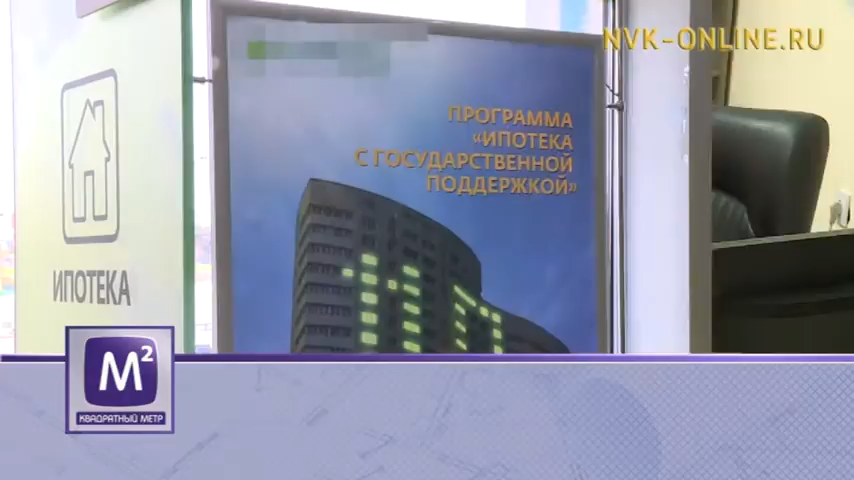 NVK-ONLINE.RU
ПРОГРАММА
«ИПОТЕКА
С ГОСУДАРСТВЕННОЙ
ПОДДЕРЖКОЙ»
ИПОТЕКА
М²
КВАДРАТНЫЙ МЕТР